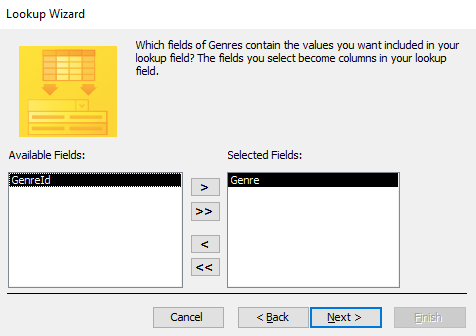 Lookup Wizard
Which fields of Genres contain the values you want included in your
lookup field? The fields you select become columns in your lookup
field.
Available Fields:
Selected Fields:
GenreId
Genre
>
>>
<
<<
Cancel
< Back
Next >
Finish